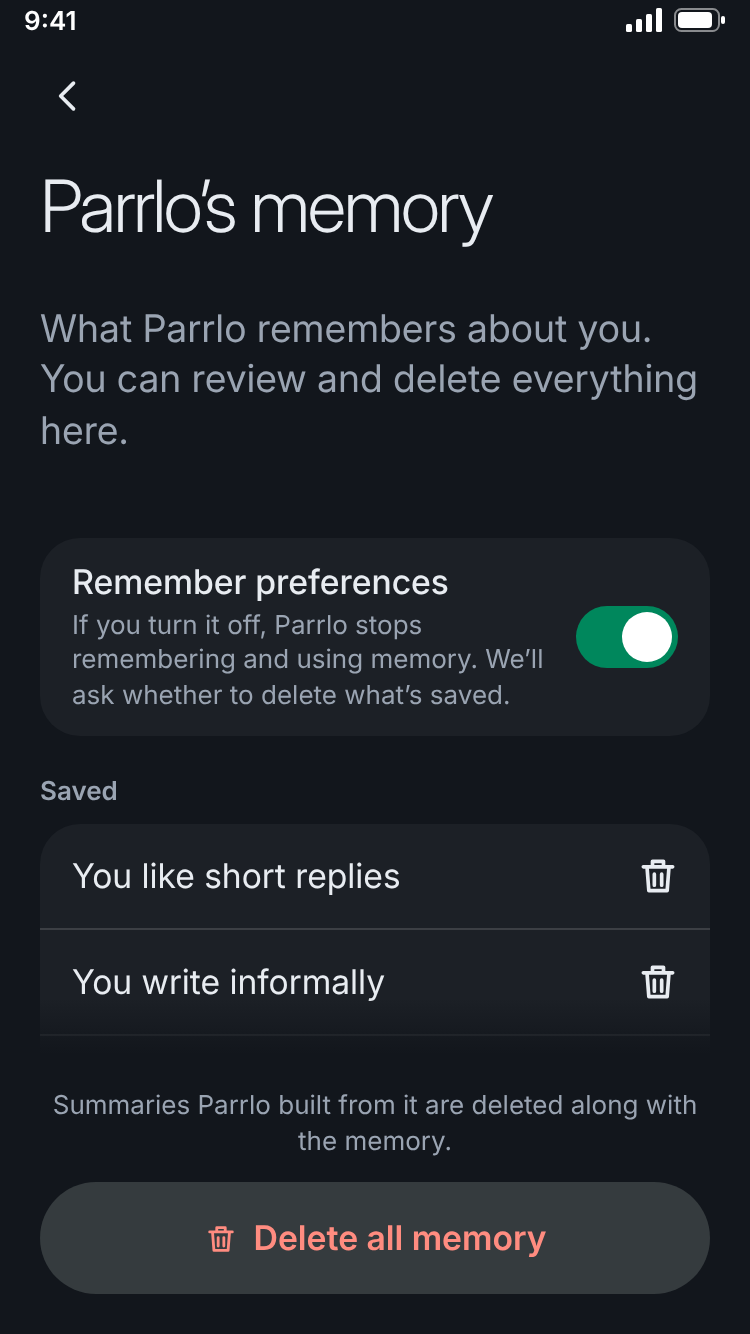 9:41
Parrlo’s memory
What Parrlo remembers about you.
You can review and delete everything
here.
Remember preferences
If you turn it off, Parrlo stops
remembering and using memory. We’ll
ask whether to delete what’s saved.
Saved
You like short replies
You write informally
Summaries Parrlo built from it are deleted along with
the memory.
Delete all memory